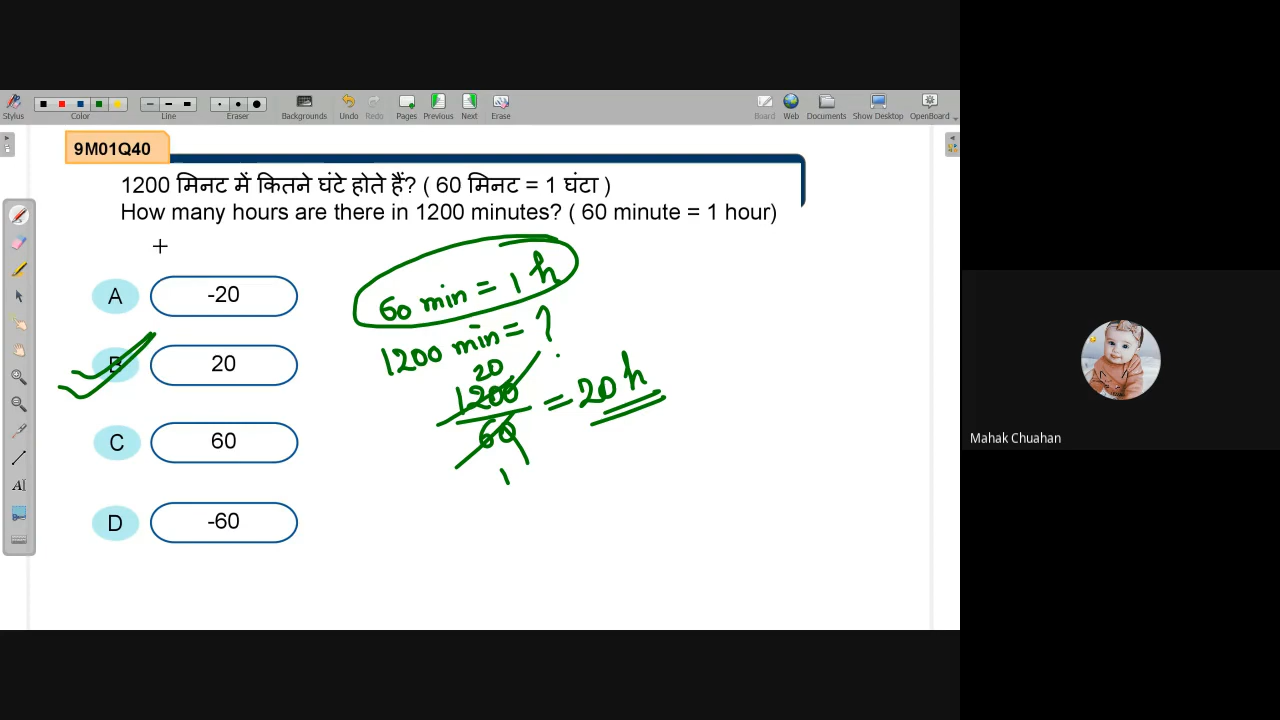 Stylus
Color
Line
Eraser
Backgrounds
Undo
Redo
Pages
Previous
Next
Erase
Board
Web
Documents
Show Desktop
OpenBoard
9M01Q40
1200 मिनट में कितने घंटे होते हैं? ( 60 मिनट = 1 घंटा )
How many hours are there in 1200 minutes? ( 60 minute = 1 hour)
A -20
B 20
C 60
D -60
60 min = 1 h
1200 min = ?
20
1200
60
= 20 h
1
Mahak Chuahan